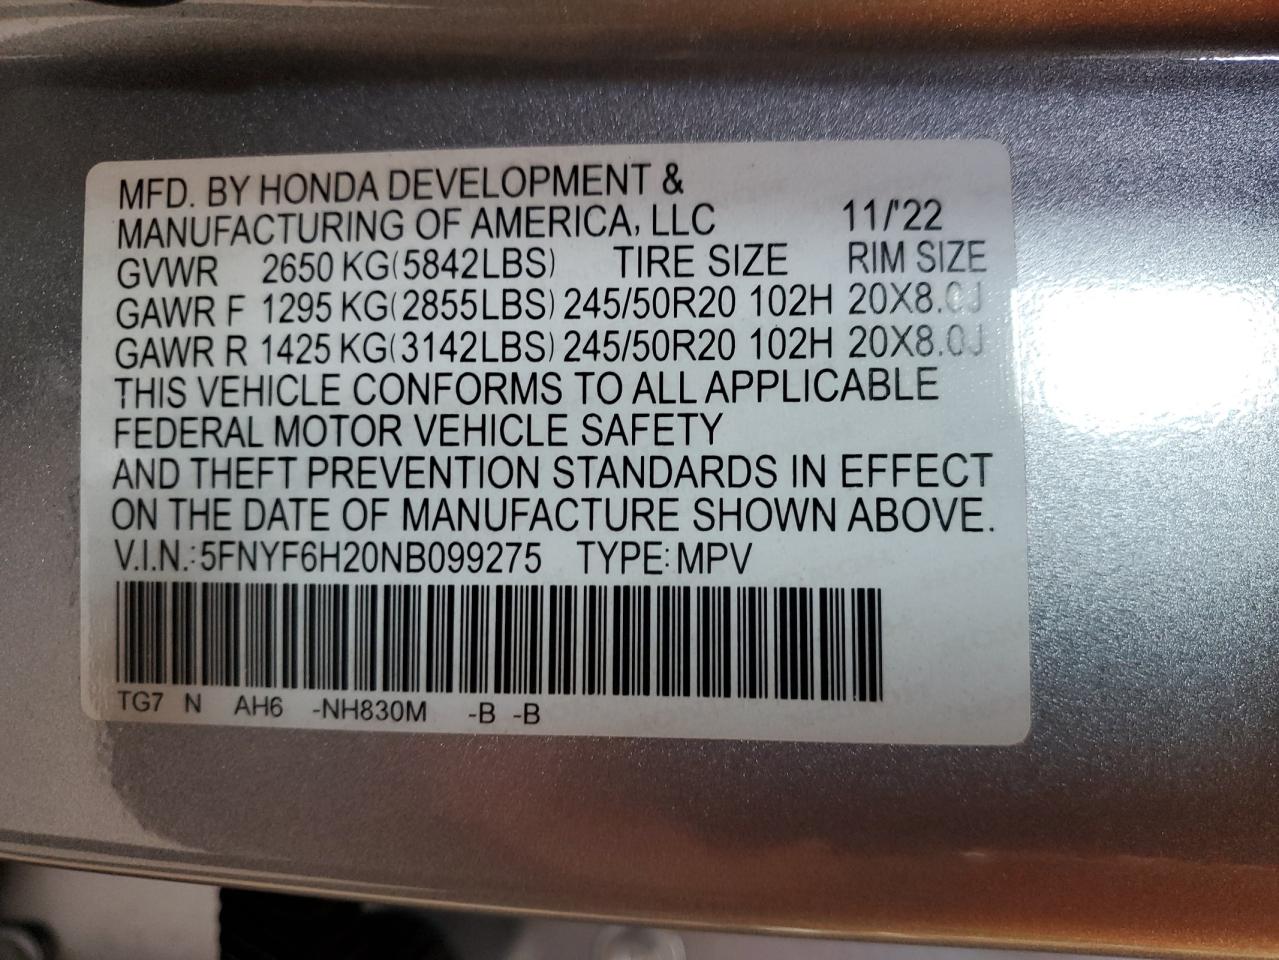 MFD. BY HONDA DEVELOPMENT &
MANUFACTURING OF AMERICA, LLC 11/'22
GVWR 2650 KG(5842LBS) TIRE SIZE RIM SIZE
GAWR F 1295 KG(2855LBS) 245/50R20 102H 20X8.0J
GAWR R 1425 KG(3142LBS) 245/50R20 102H 20X8.0J
THIS VEHICLE CONFORMS TO ALL APPLICABLE
FEDERAL MOTOR VEHICLE SAFETY
AND THEFT PREVENTION STANDARDS IN EFFECT
ON THE DATE OF MANUFACTURE SHOWN ABOVE.
V.I.N.:5FNYF6H20NB099275 TYPE:MPV
TG7 N AH6 -NH830M -B -B